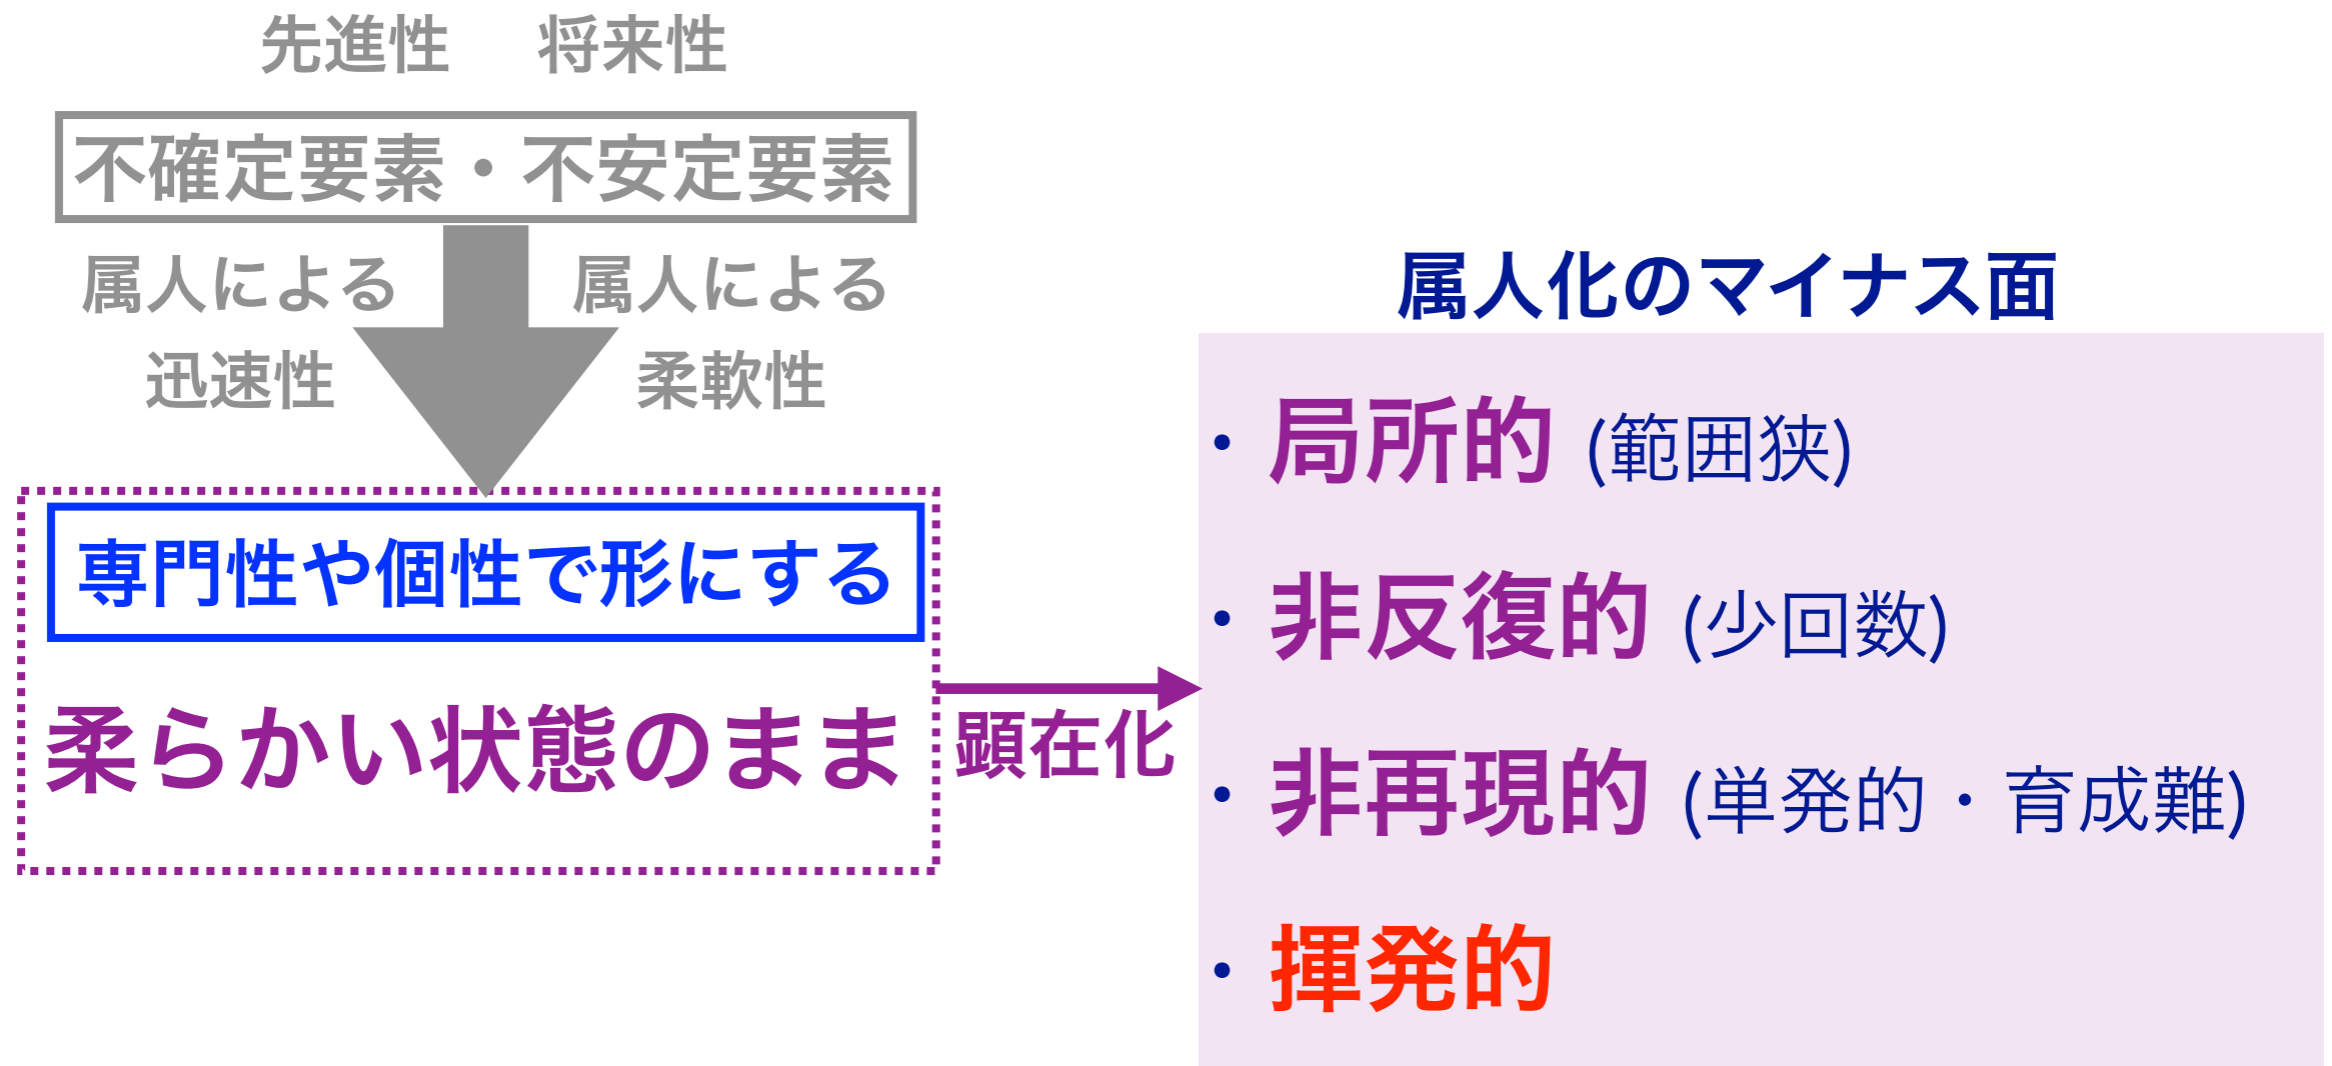 先進性 将来性
不確定要素・不安定要素
属人による 属人による
迅速性 柔軟性
専門性や個性で形にする
柔らかい状態のまま
顕在化
属人化のマイナス面
・局所的 (範囲狭)
・非反復的 (少回数)
・非再現的 (単発的・育成難)
・揮発的